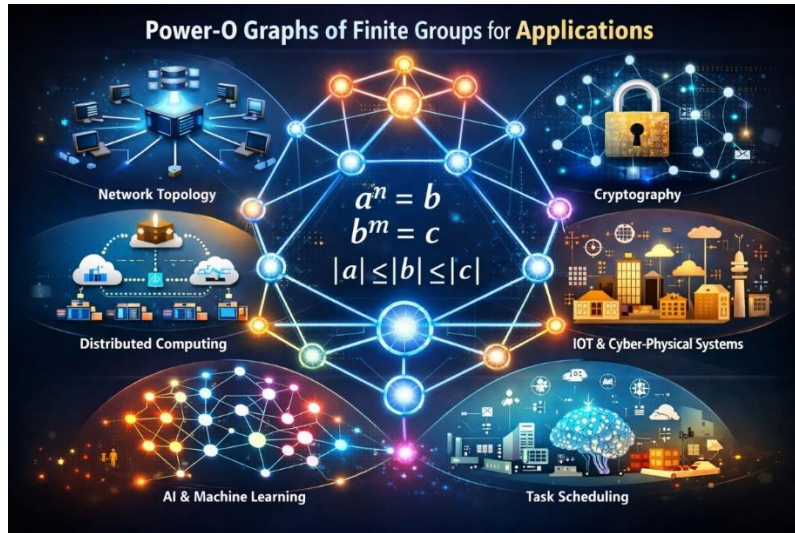 Power-O Graphs of Finite Groups for Applications
Network Topology
Cryptography
aⁿ = b
bᵐ = c
|a| ≤ |b| ≤ |c|
Distributed Computing
IOT & Cyber-Physical Systems
AI & Machine Learning
Task Scheduling